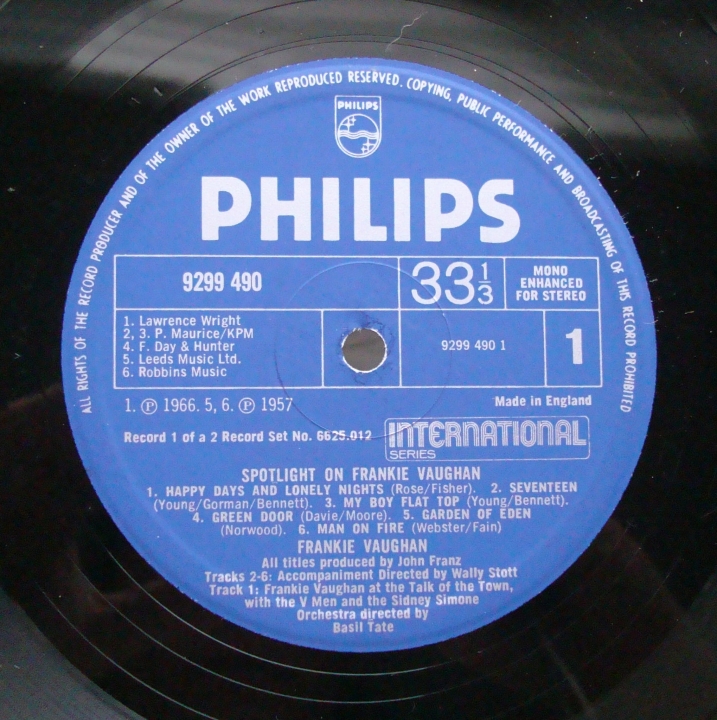 ALL RIGHTS OF THE RECORD PRODUCER AND OF THE OWNER OF THE WORK REPRODUCED RESERVED. COPYING, PUBLIC PERFORMANCE AND BROADCASTING OF THIS RECORD PROHIBITED
PHILIPS
PHILIPS
9299 490
33 1/3
MONO
ENHANCED
FOR STEREO
1. Lawrence Wright
2, 3. P. Maurice/KPM
4. F. Day & Hunter
5. Leeds Music Ltd.
6. Robbins Music
9299 490 1
1
1. ℗ 1966. 5, 6. ℗ 1957
Made in England
Record 1 of a 2 Record Set No. 6625.012
INTERNATIONAL
SERIES
SPOTLIGHT ON FRANKIE VAUGHAN
1. HAPPY DAYS AND LONELY NIGHTS (Rose/Fisher). 2. SEVENTEEN
(Young/Gorman/Bennett). 3. MY BOY FLAT TOP (Young/Bennett).
4. GREEN DOOR (Davie/Moore). 5. GARDEN OF EDEN
(Norwood). 6. MAN ON FIRE (Webster/Fain)
FRANKIE VAUGHAN
All titles produced by John Franz
Tracks 2-6: Accompaniment Directed by Wally Stott
Track 1: Frankie Vaughan at the Talk of the Town,
with the V Men and the Sidney Simone
Orchestra directed by
Basil Tate